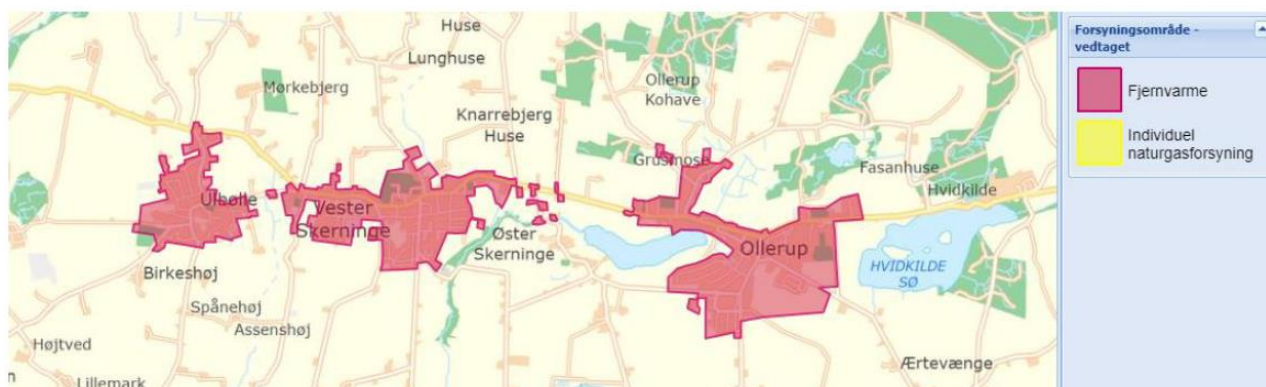 Huse
Lunghuse
Mørkebjerg
Knarrebjerg
Huse
Ollerup
Kohave
Grusmose
Fasanhuse
Hvidkilde
Ulbølle
Vester
Skerninge
Øster
Skerninge
Ollerup
HVIDKILDE
SØ
Birkeshøj
Spånehøj
Assenshøj
Højtved
Lillemark
Ærtevænge
n
Forsyningsområde -
vedtaget
Fjernvarme
Individuel
naturgasforsyning